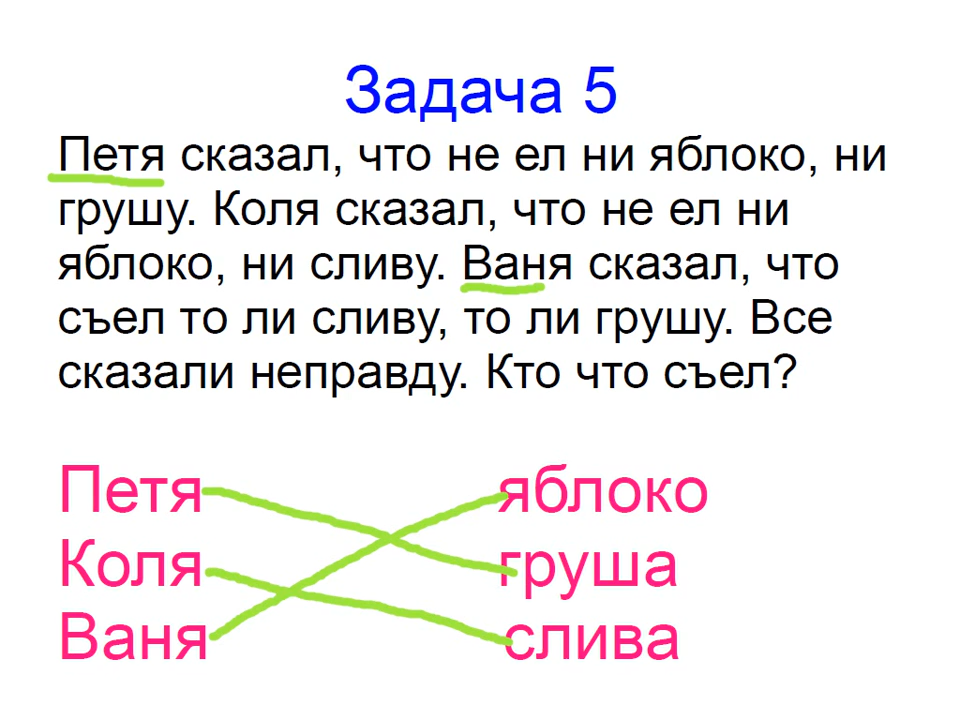 Задача 5
Петя сказал, что не ел ни яблоко, ни
грушу. Коля сказал, что не ел ни
яблоко, ни сливу. Ваня сказал, что
съел то ли сливу, то ли грушу. Все
сказали неправду. Кто что съел?
Петя яблоко
Коля груша
Ваня слива